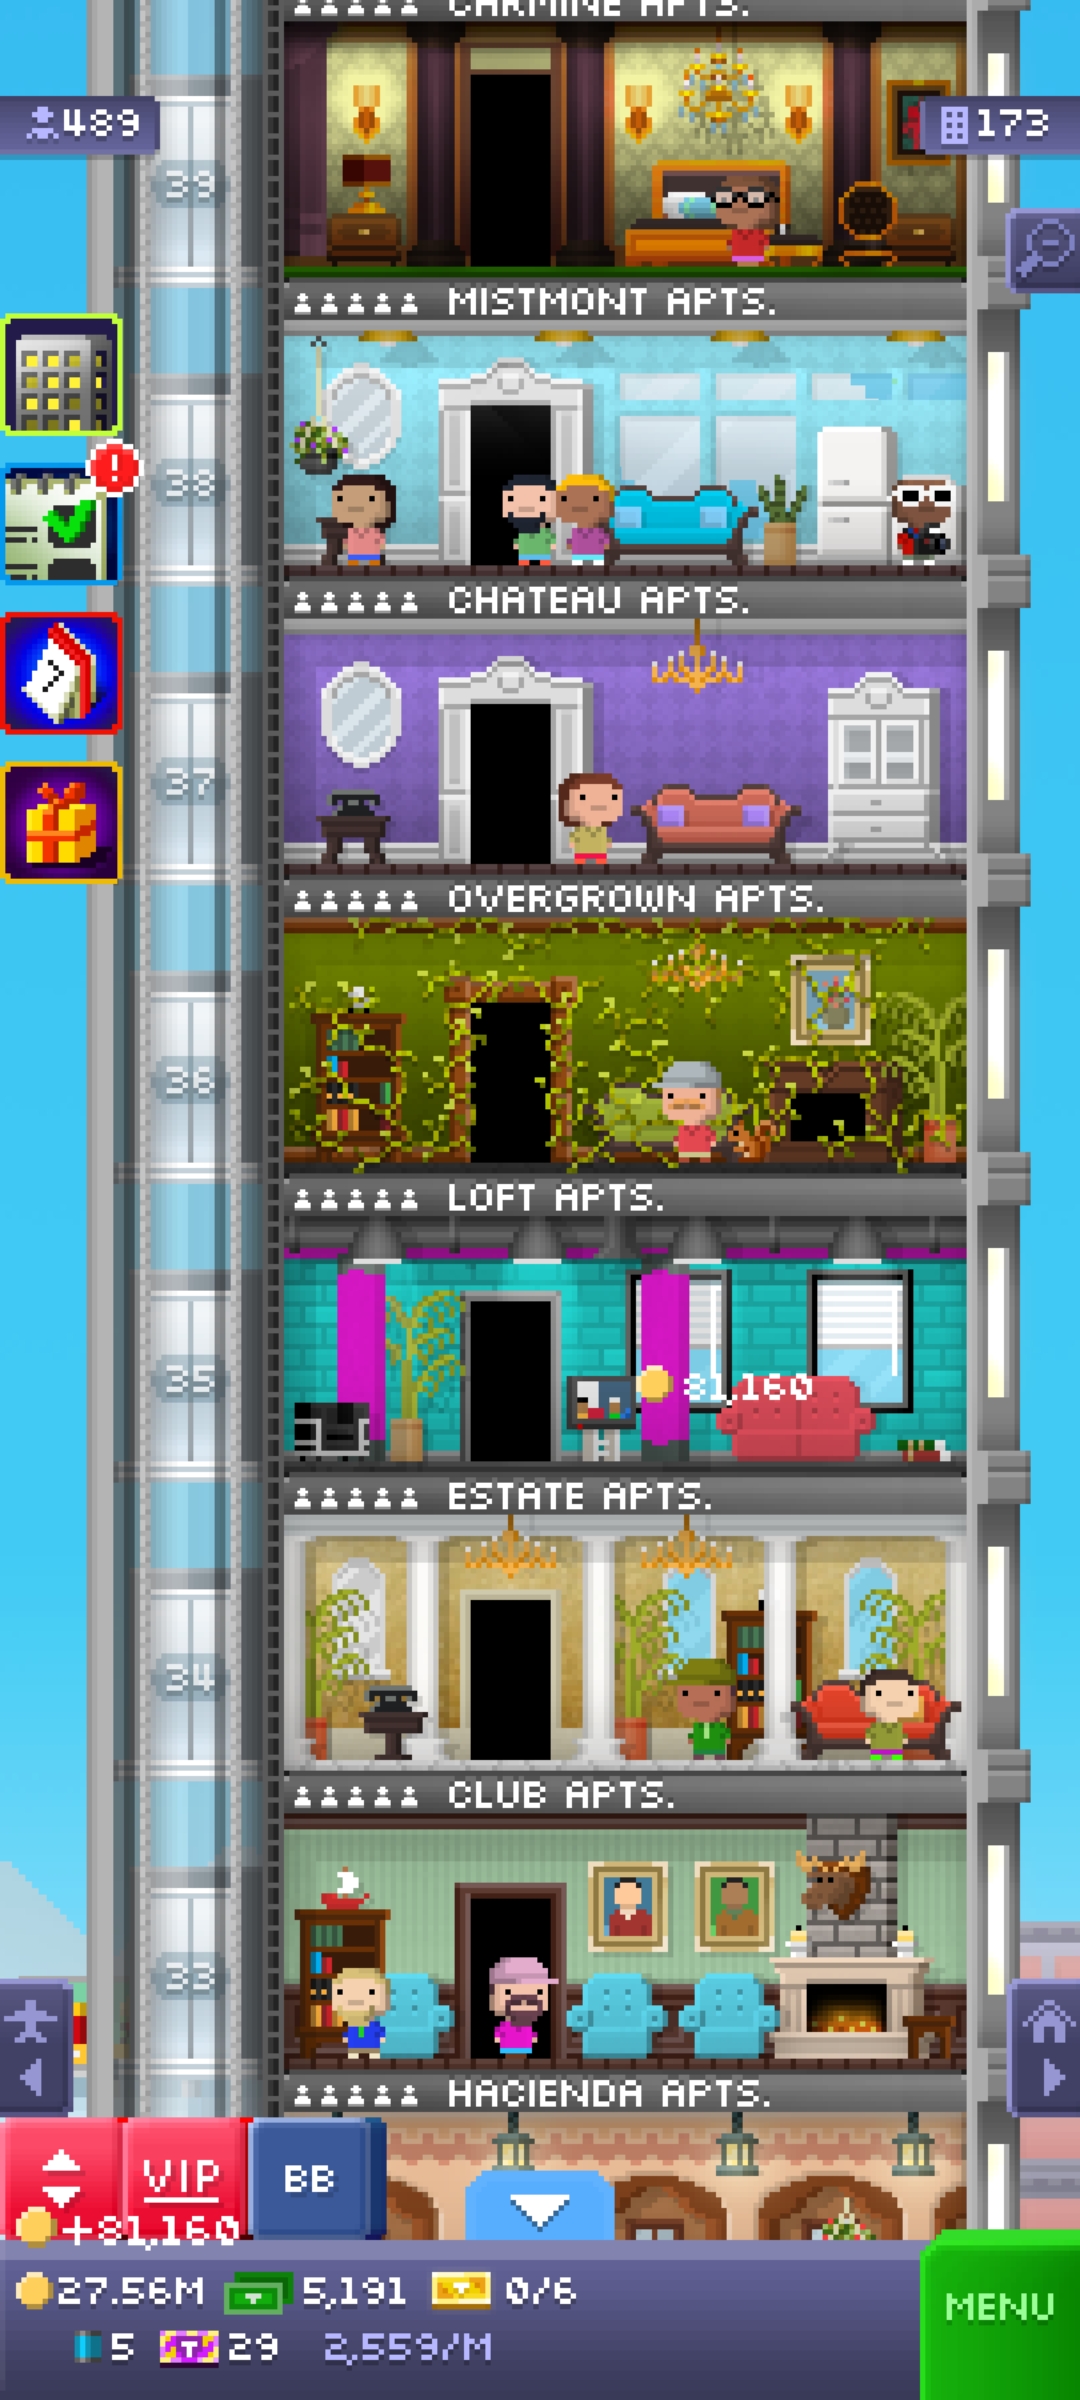 CARMINE APTS.
489
173
39
MISTMONT APTS.
38
CHATEAU APTS.
37
OVERGROWN APTS.
36
LOFT APTS.
35
81,160
ESTATE APTS.
34
CLUB APTS.
33
HACIENDA APTS.
VIP
BB
+81,160
27.56M
5,191
0/6
MENU
5
29
2,559/M